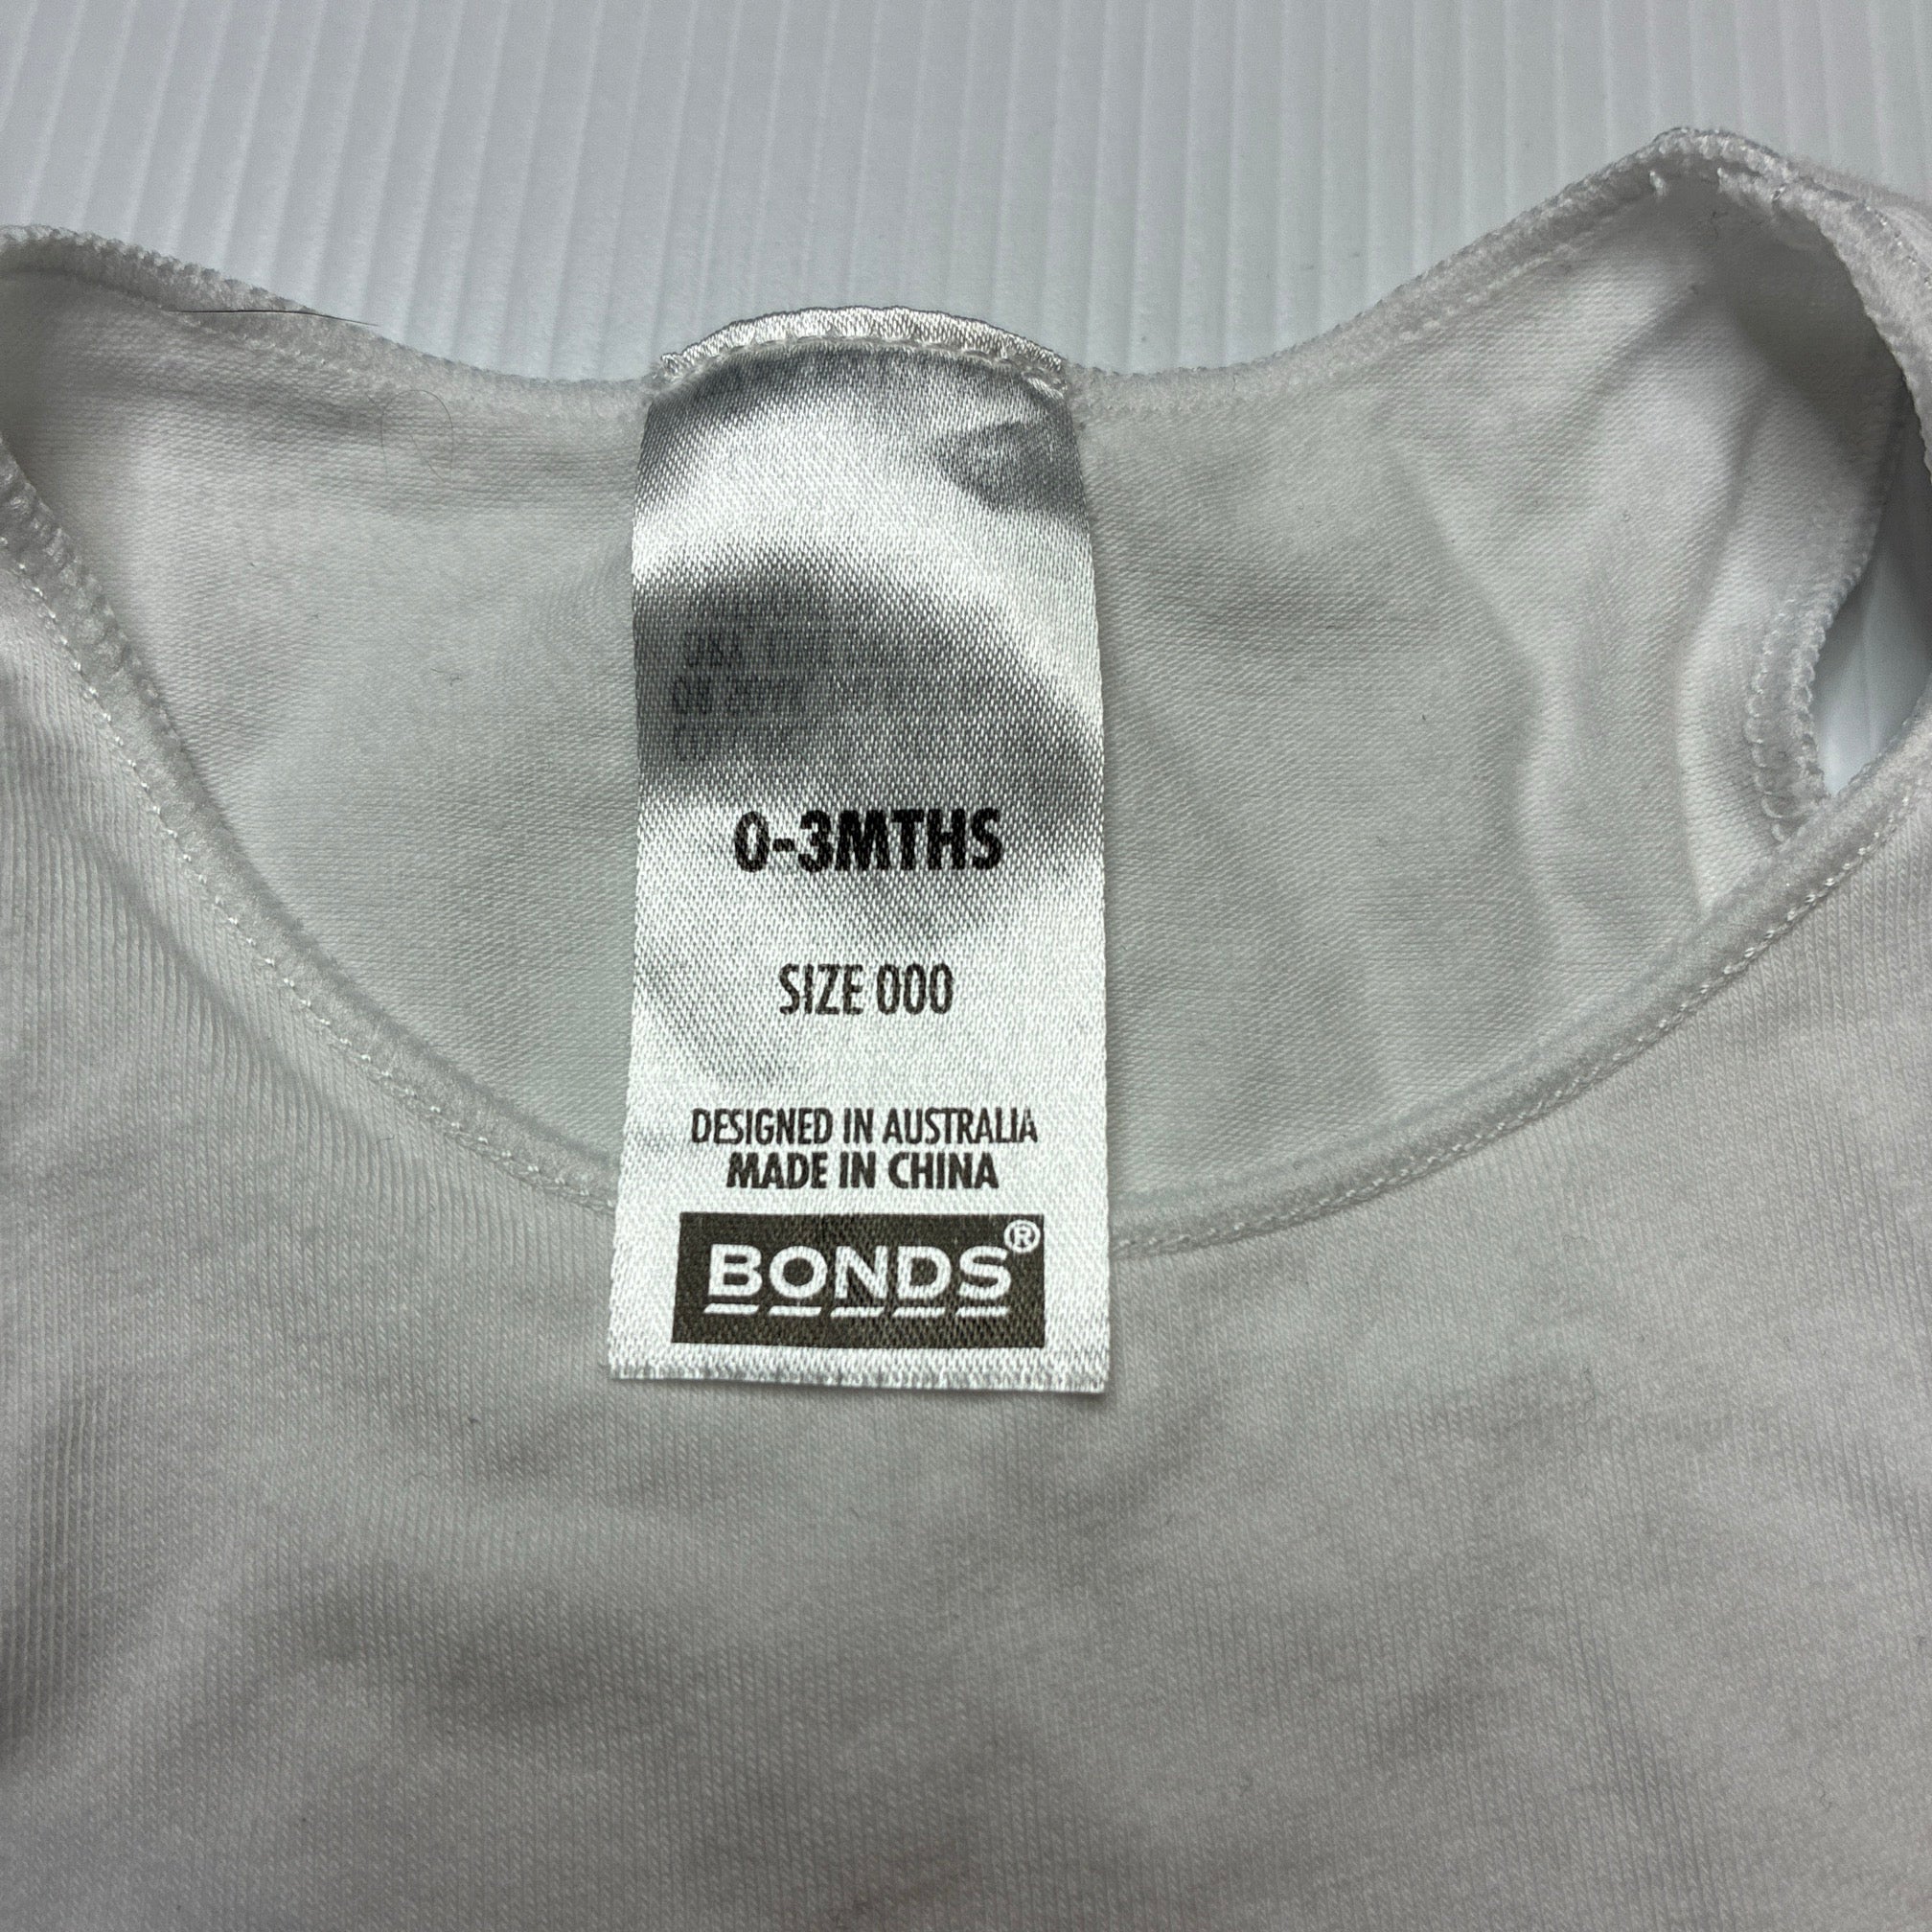 0-3MTHS
SIZE 000
DESIGNED IN AUSTRALIA
MADE IN CHINA
BONDS®